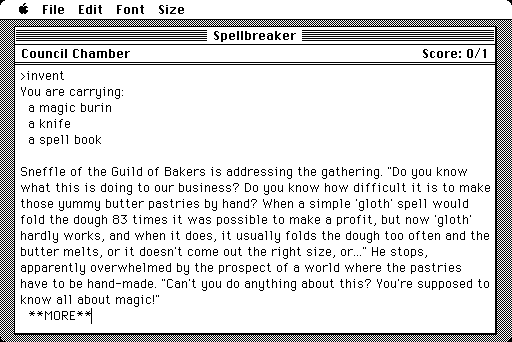 File Edit Font Size
Spellbreaker
Council Chamber Score: 0/1
>invent
You are carrying:
a magic burin
a knife
a spell book
Sneffle of the Guild of Bakers is addressing the gathering. "Do you know
what this is doing to our business? Do you know how difficult it is to make
those yummy butter pastries by hand? When a simple 'gloth' spell would
fold the dough 83 times it was possible to make a profit, but now 'gloth'
hardly works, and when it does, it usually folds the dough too often and the
butter melts, or it doesn't come out the right size, or..." He stops,
apparently overwhelmed by the prospect of a world where the pastries
have to be hand-made. "Can't you do anything about this? You're supposed to
know all about magic!"
**MORE**